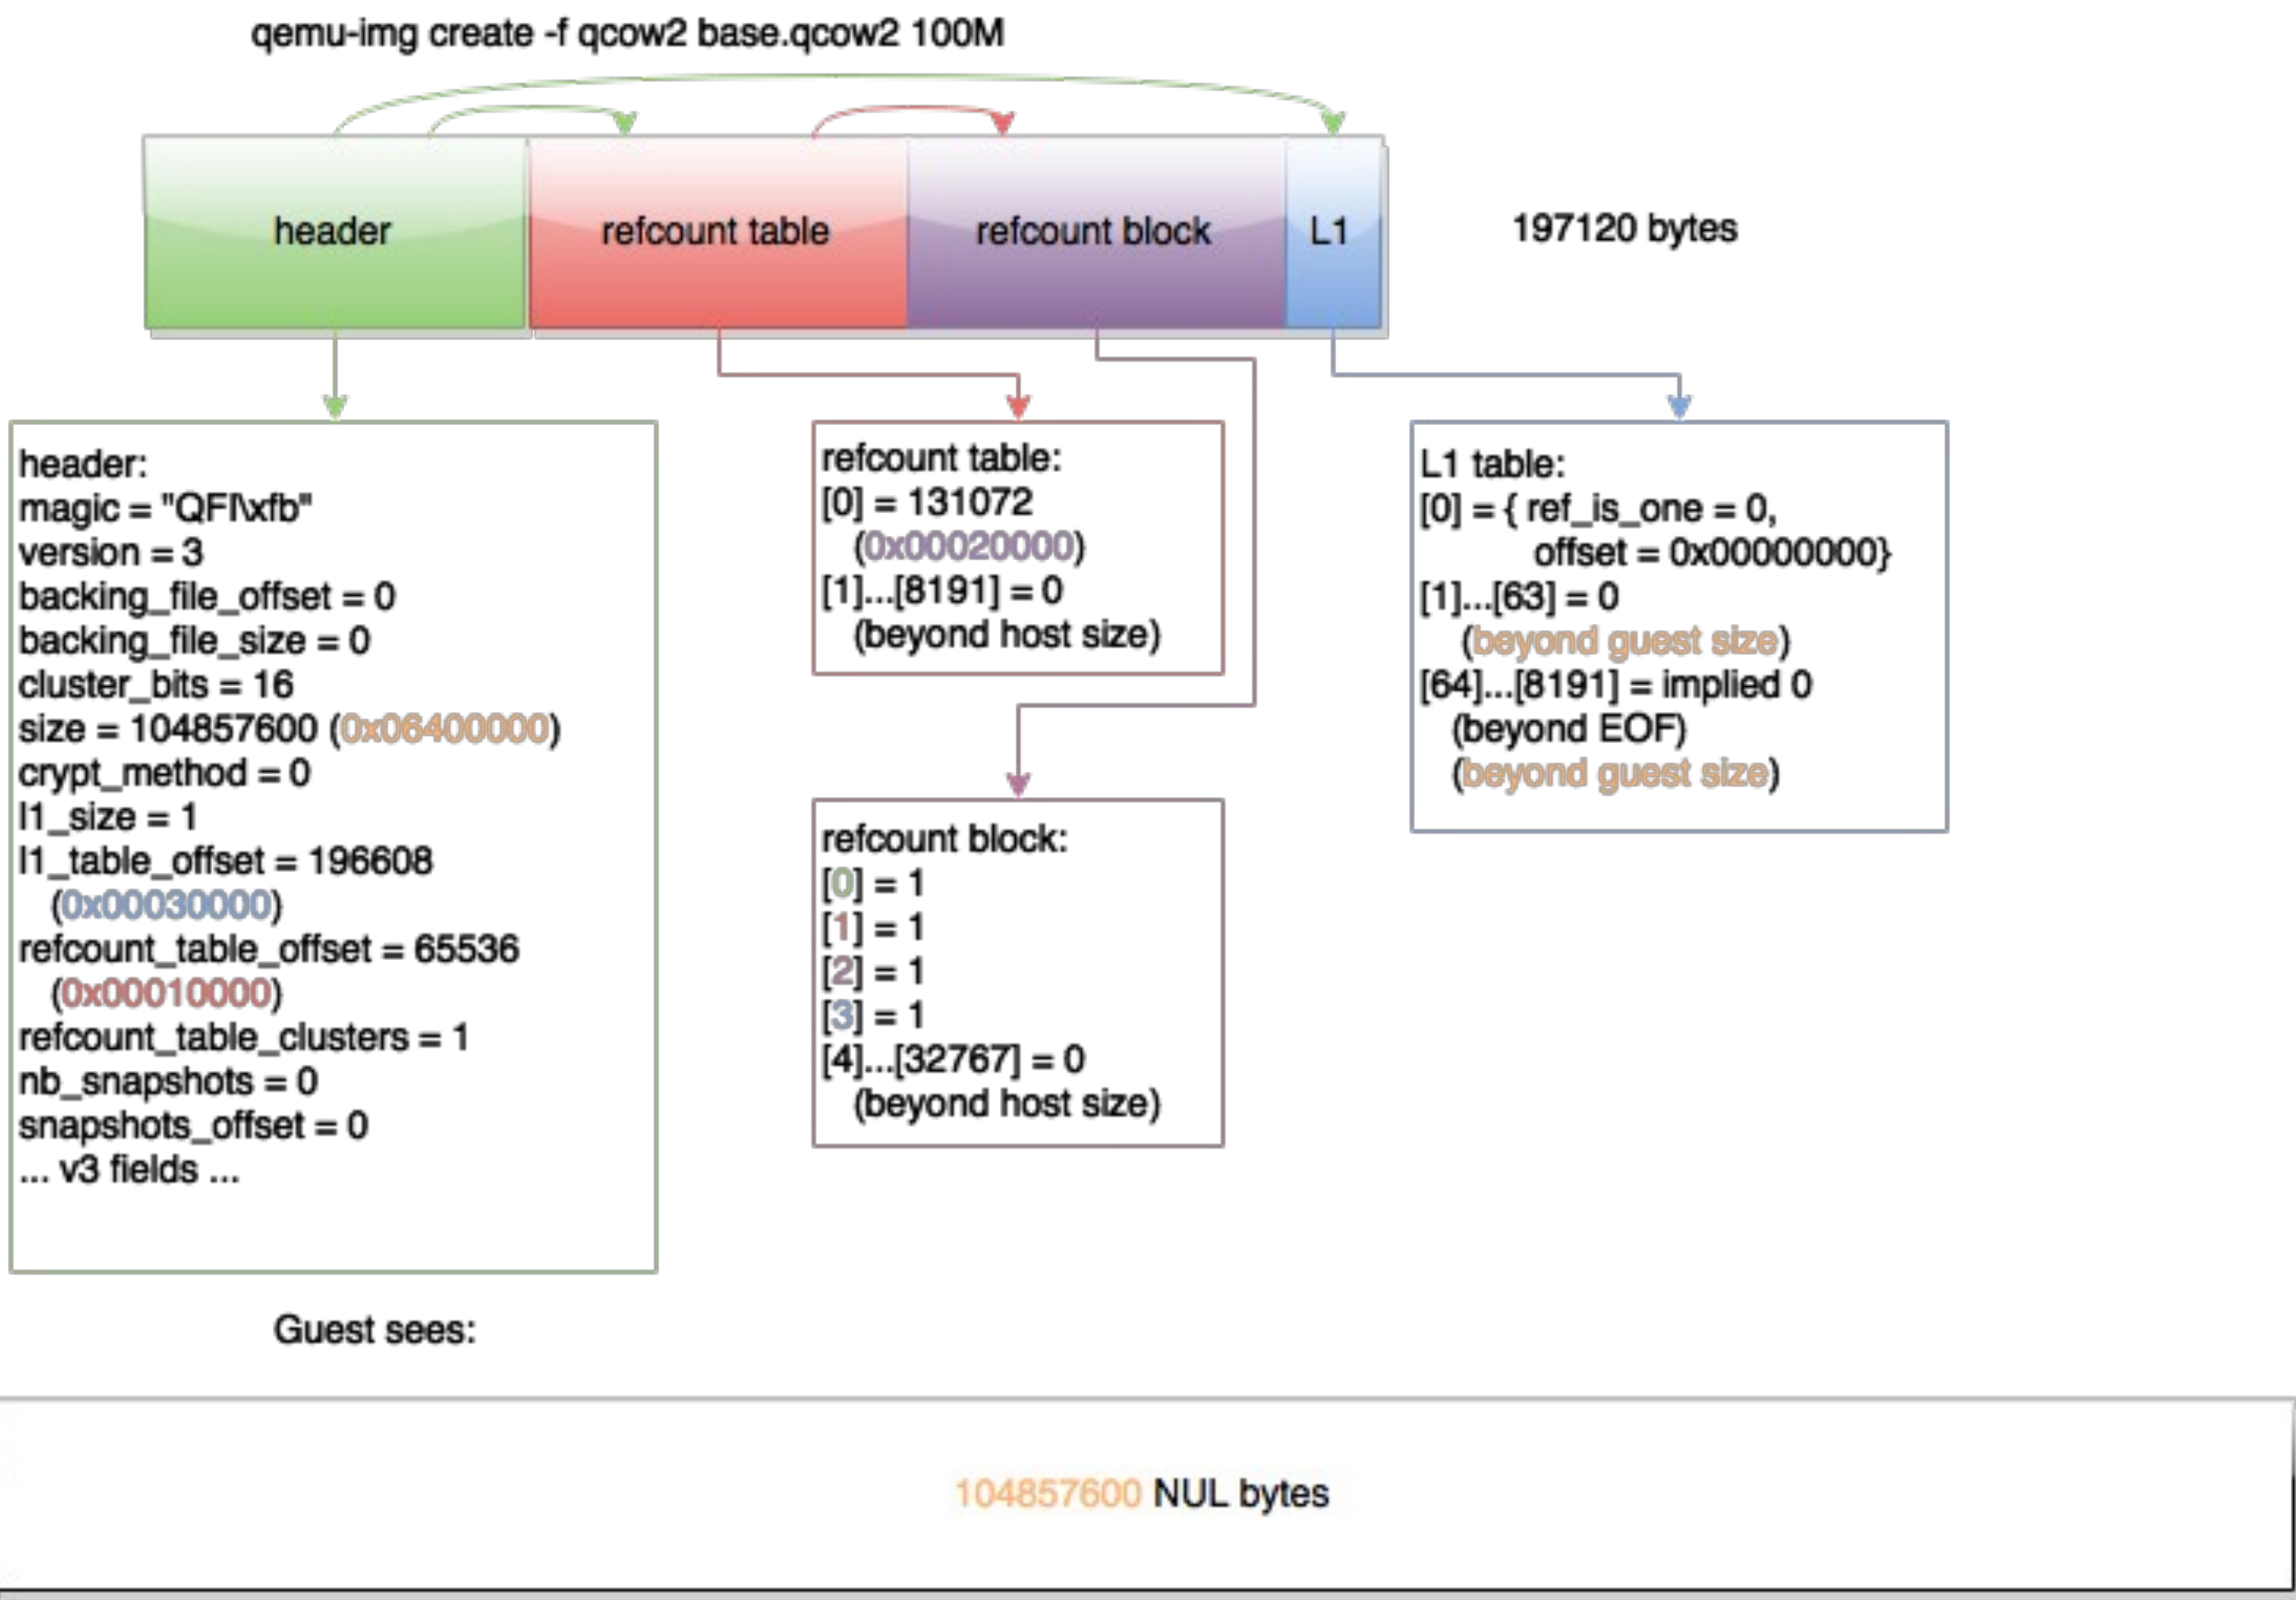 qemu-img create -f qcow2 base.qcow2 100M
header
refcount table
refcount block
L1
197120 bytes
header:
magic = "QFI\xfb"
version = 3
backing_file_offset = 0
backing_file_size = 0
cluster_bits = 16
size = 104857600 (0x06400000)
crypt_method = 0
l1_size = 1
l1_table_offset = 196608
(0x00030000)
refcount_table_offset = 65536
(0x00010000)
refcount_table_clusters = 1
nb_snapshots = 0
snapshots_offset = 0
... v3 fields ...
refcount table:
[0] = 131072
(0x00020000)
[1]...[8191] = 0
(beyond host size)
refcount block:
[0] = 1
[1] = 1
[2] = 1
[3] = 1
[4]...[32767] = 0
(beyond host size)
L1 table:
[0] = { ref_is_one = 0,
offset = 0x00000000}
[1]...[63] = 0
(beyond guest size)
[64]...[8191] = implied 0
(beyond EOF)
(beyond guest size)
Guest sees:
104857600 NUL bytes